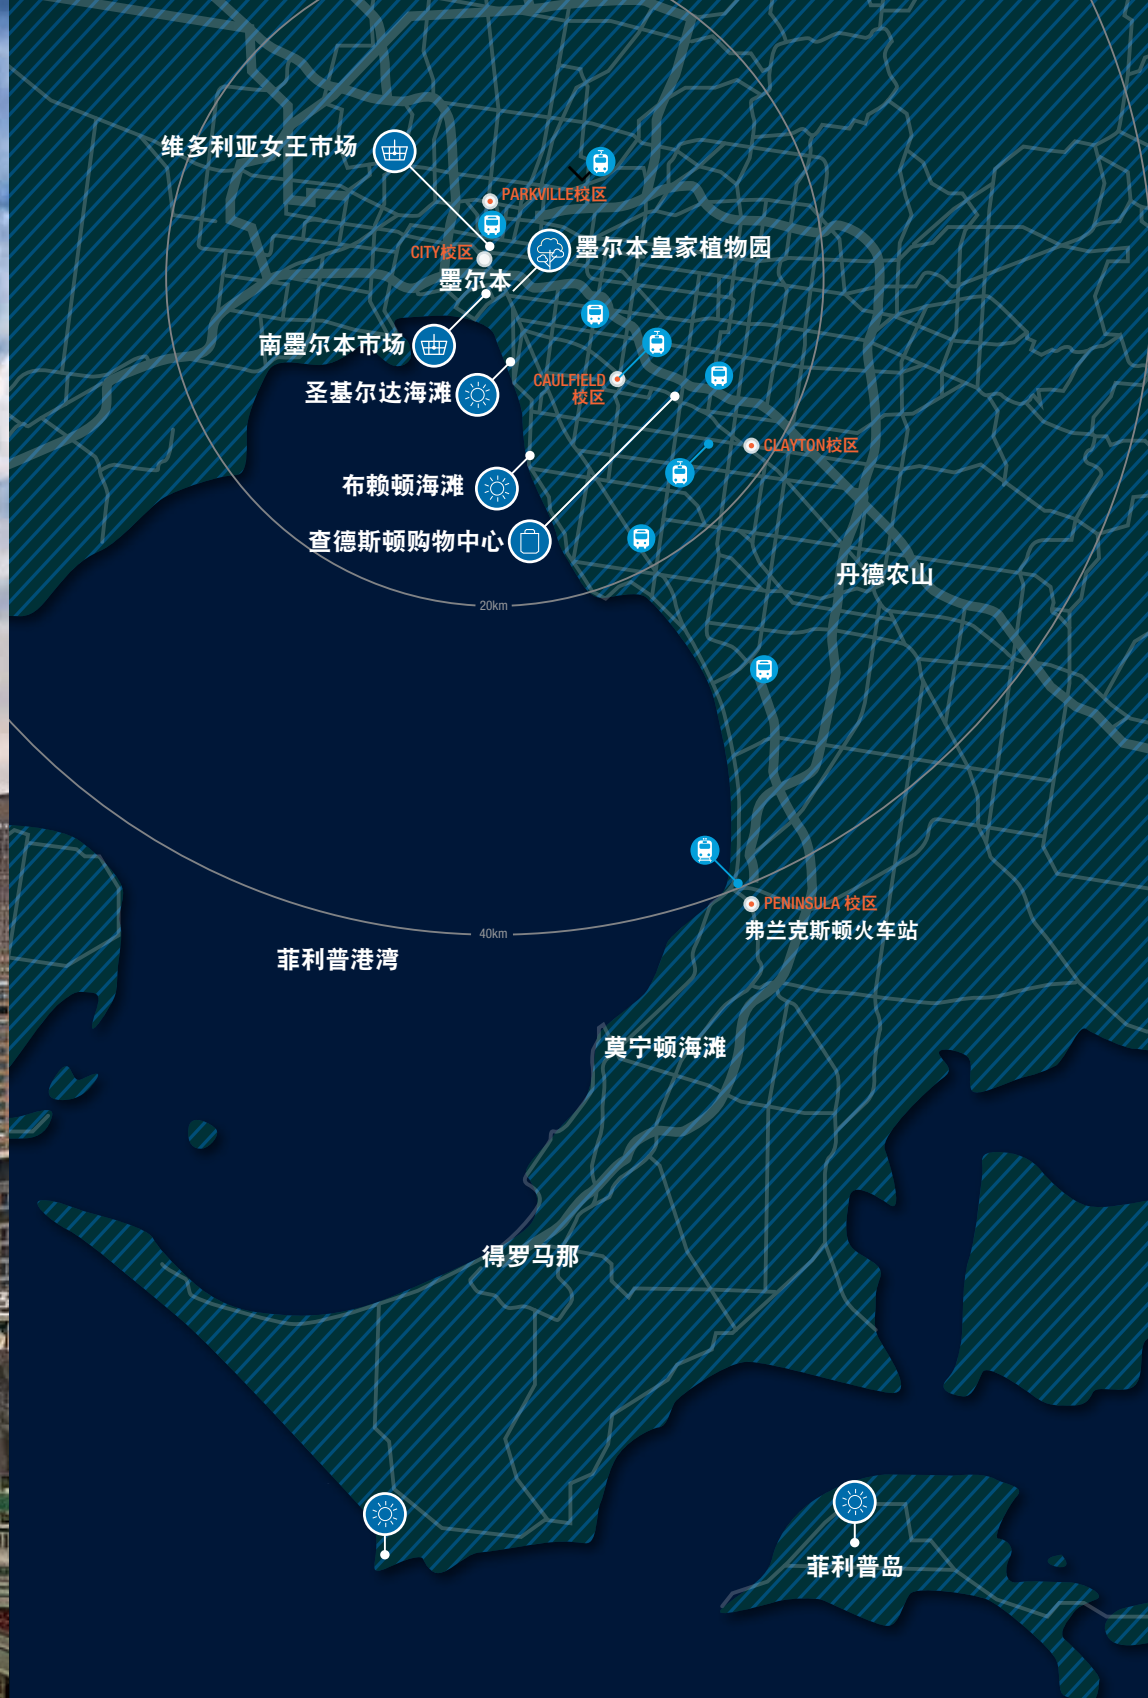 维多利亚女王市场
PARKVILLE校区
CITY校区
墨尔本皇家植物园
墨尔本
南墨尔本市场
圣基尔达海滩
CAULFIELD
校区
CLAYTON校区
布赖顿海滩
查德斯顿购物中心
丹德农山
20km
PENINSULA 校区
弗兰克斯顿火车站
40km
菲利普港湾
莫宁顿海滩
得罗马那
菲利普岛